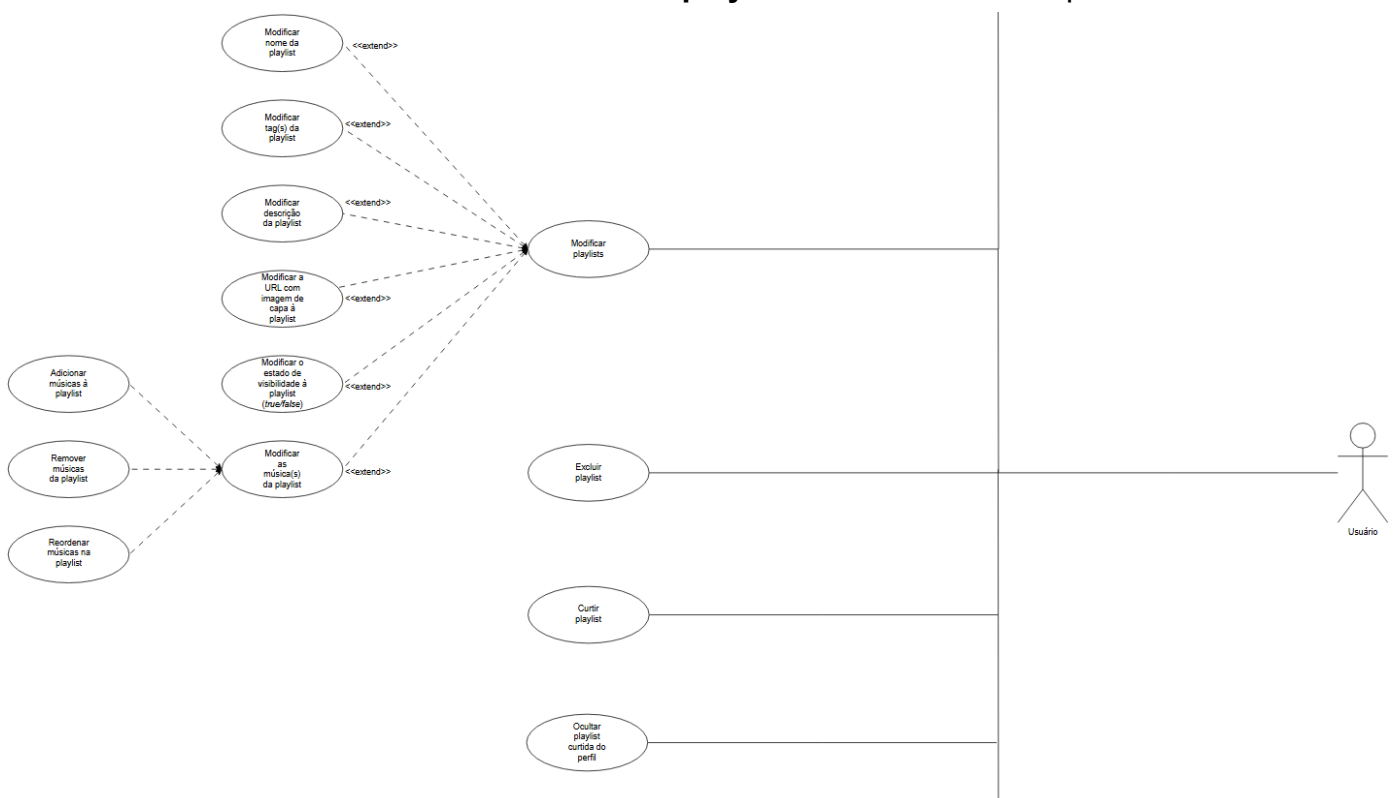 Modificar
nome da
playlist
<<extend>>
Modificar
tag(s) da
playlist
<<extend>>
Modificar
descrição
da playlist
<<extend>>
Modificar
playlists
Modificar a
URL com
imagem de
capa à
playlist
<<extend>>
Modificar o
estado de
visibilidade à
playlist
(true/false)
<<extend>>
Adicionar
músicas à
playlist
Modificar
as
música(s)
da playlist
<<extend>>
Remover
músicas
da playlist
Reordenar
músicas na
playlist
Excluir
playlist
Usuário
Curtir
playlist
Ocultar
playlist
curtida do
perfil